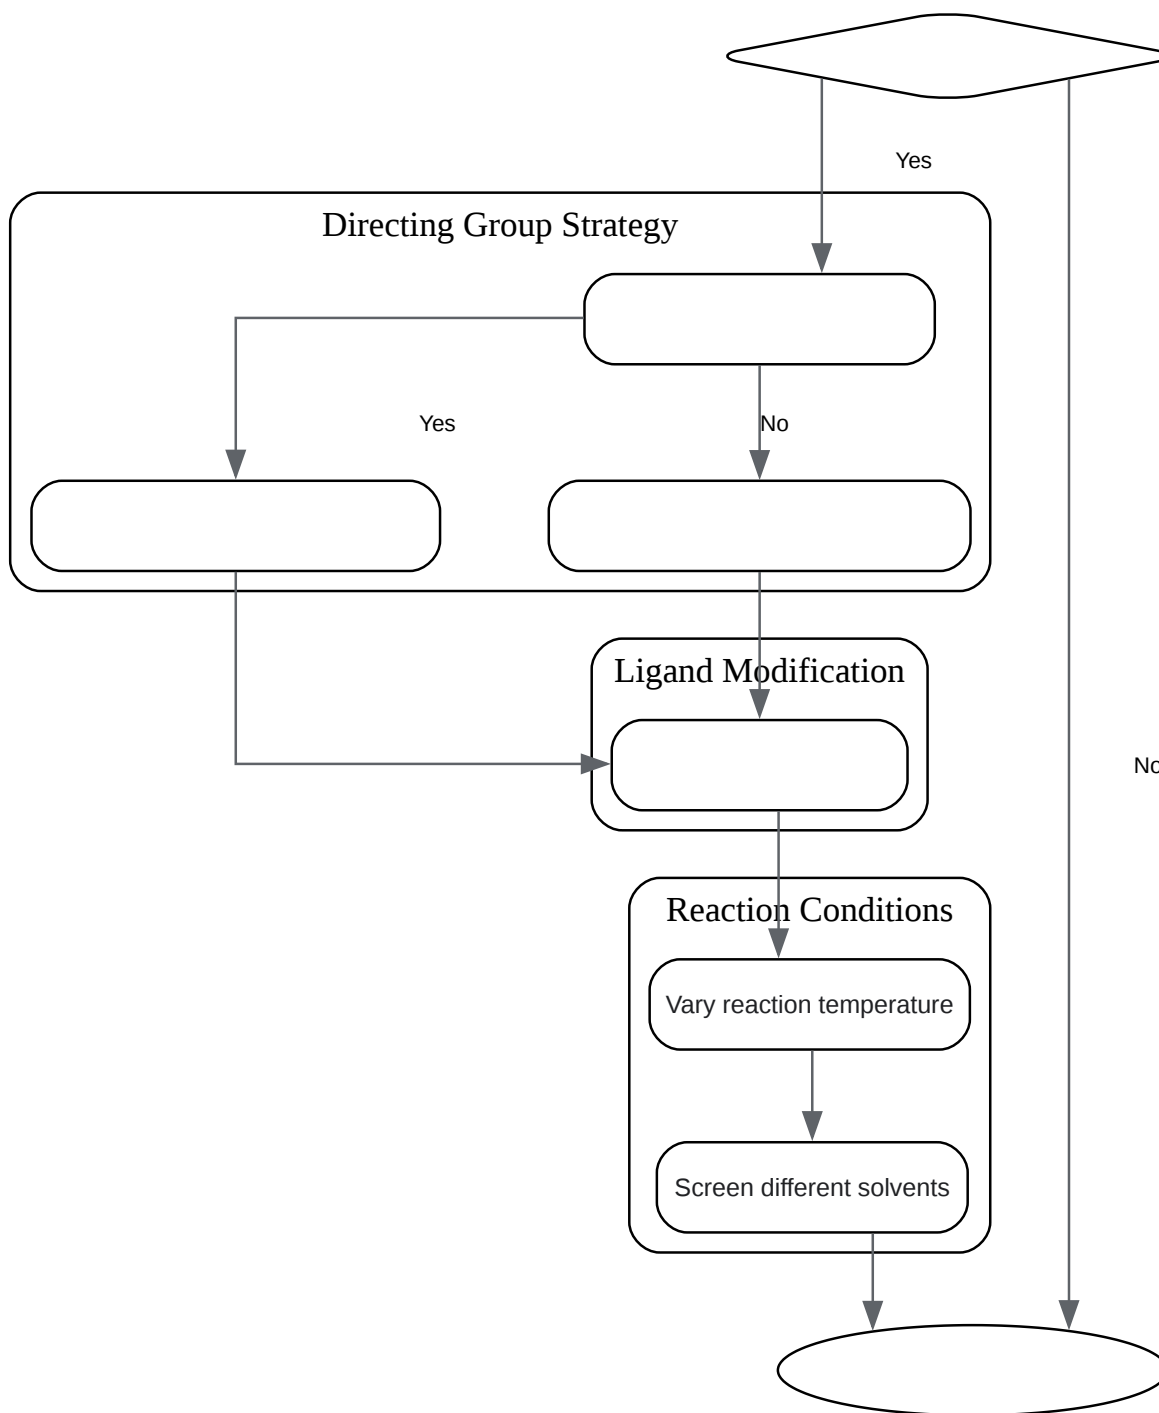 Yes
Directing Group Strategy
Yes
No
Ligand Modification
No
Reaction Conditions
Vary reaction temperature
Screen different solvents